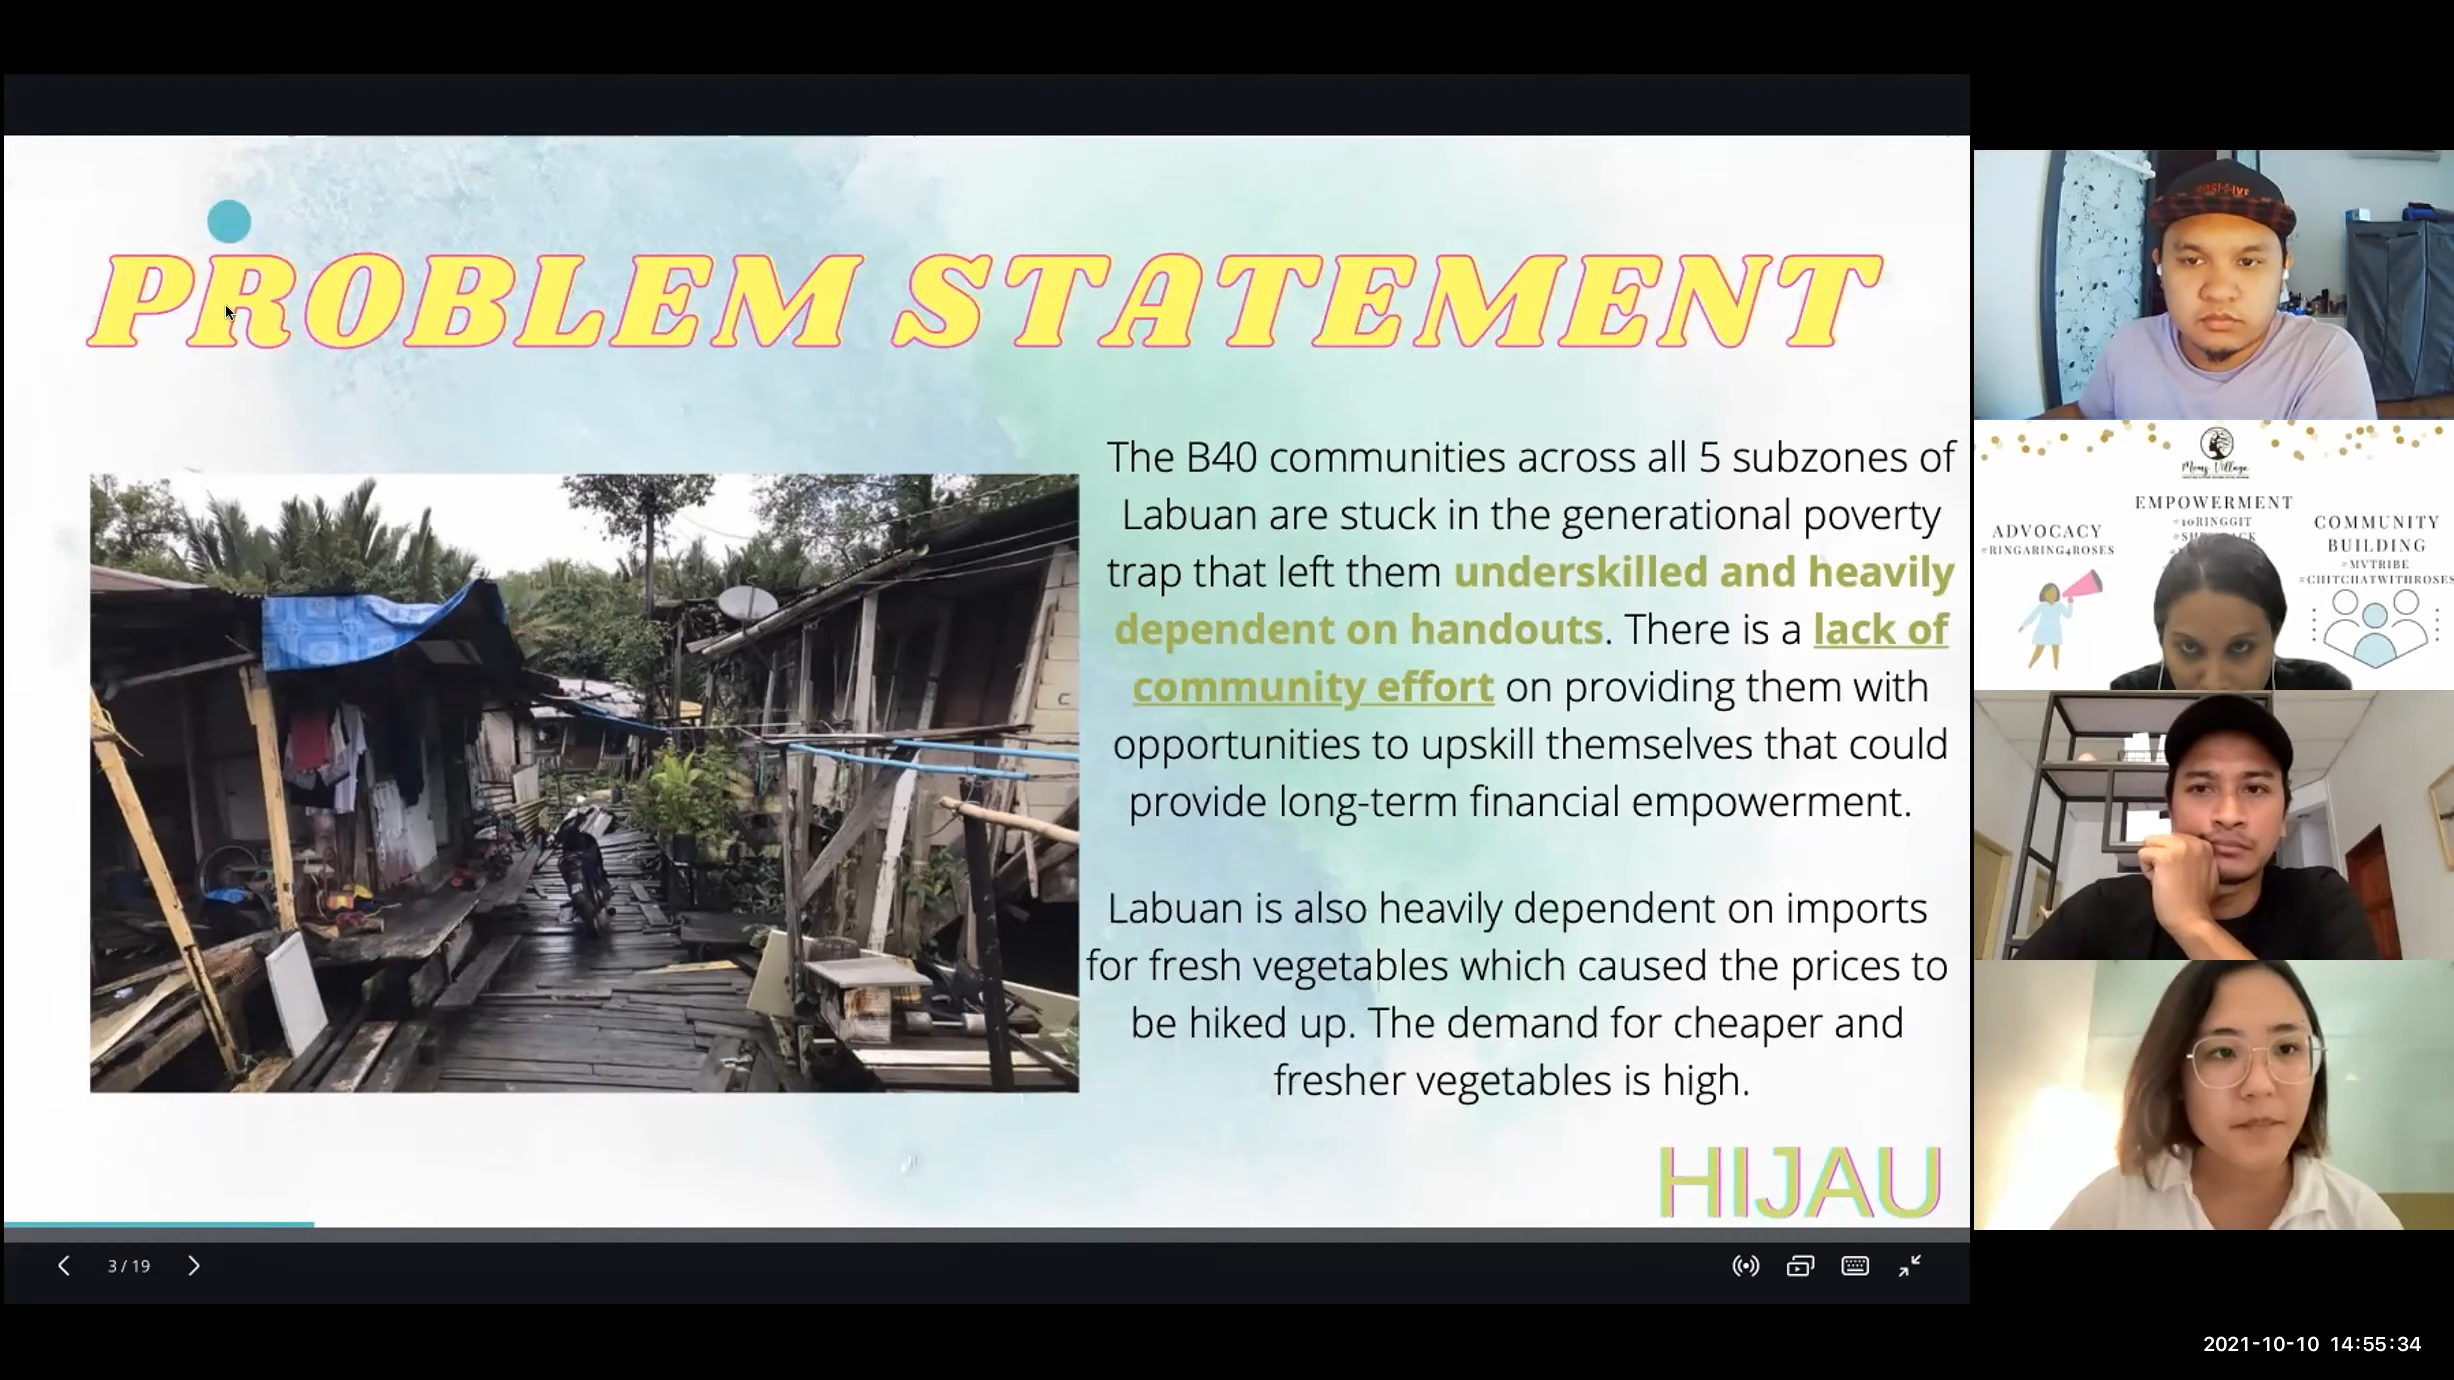 PROBLEM STATEMENT
The B40 communities across all 5 subzones of
Labuan are stuck in the generational poverty
trap that left them underskilled and heavily
dependent on handouts. There is a lack of
community effort on providing them with
opportunities to upskill themselves that could
provide long-term financial empowerment.
Labuan is also heavily dependent on imports
for fresh vegetables which caused the prices to
be hiked up. The demand for cheaper and
fresher vegetables is high.
HIJAU
3 / 19
Moms Village
ADVOCACY
#RINGARING4ROSES
EMPOWERMENT
#10RINGGIT
COMMUNITY
BUILDING
#MVTRIBE
#CHITCHATWITHROSES
2021-10-10 14:55:34